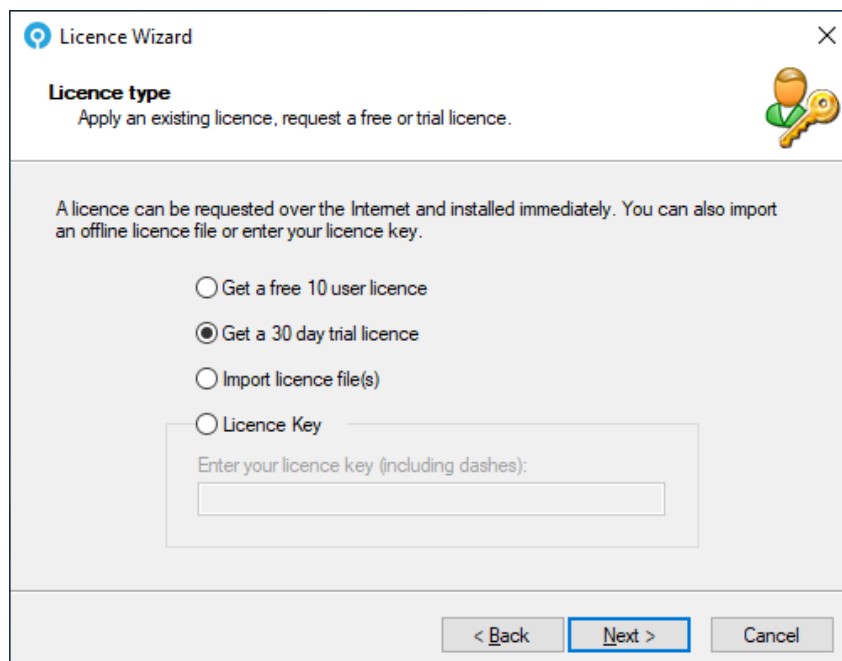 Licence Wizard
Licence type
Apply an existing licence, request a free or trial licence.
A licence can be requested over the Internet and installed immediately. You can also import
an offline licence file or enter your licence key.
Get a free 10 user licence
Get a 30 day trial licence
Import licence file(s)
Licence Key
Enter your licence key (including dashes):
< Back
Next >
Cancel